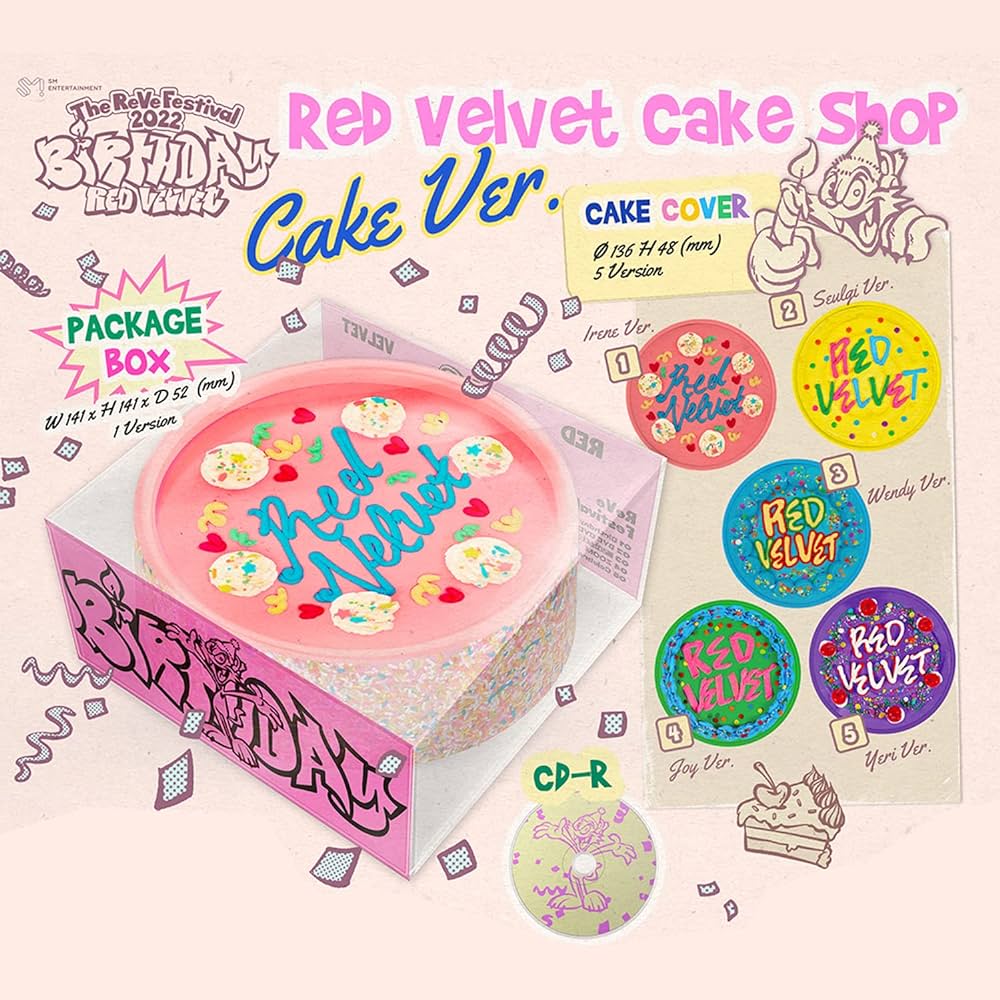 SM!
SM
ENTERTAINMENT
The ReVe Festival
2022
BiRTHDAY
RED VELVET
RED Velvet Cake SHOP
Cake Ver.
CAKE COVER
Ø 136 H 48 (mm)
5 Version
PACKAGE
BOX
W 141 x H 141 x D 52 (mm)
1 Version
VELVET
RED
ReVe
Festival
Red
Velvet
BiRTHDAY
Irene Ver.
1
Red
Velvet
2
Seulgi Ver.
RED
VELVET
3
Wendy Ver.
RED
VELVET
RED
VELVET
4
Joy Ver.
RED
VELVET
5
Yeri Ver.
CD-R